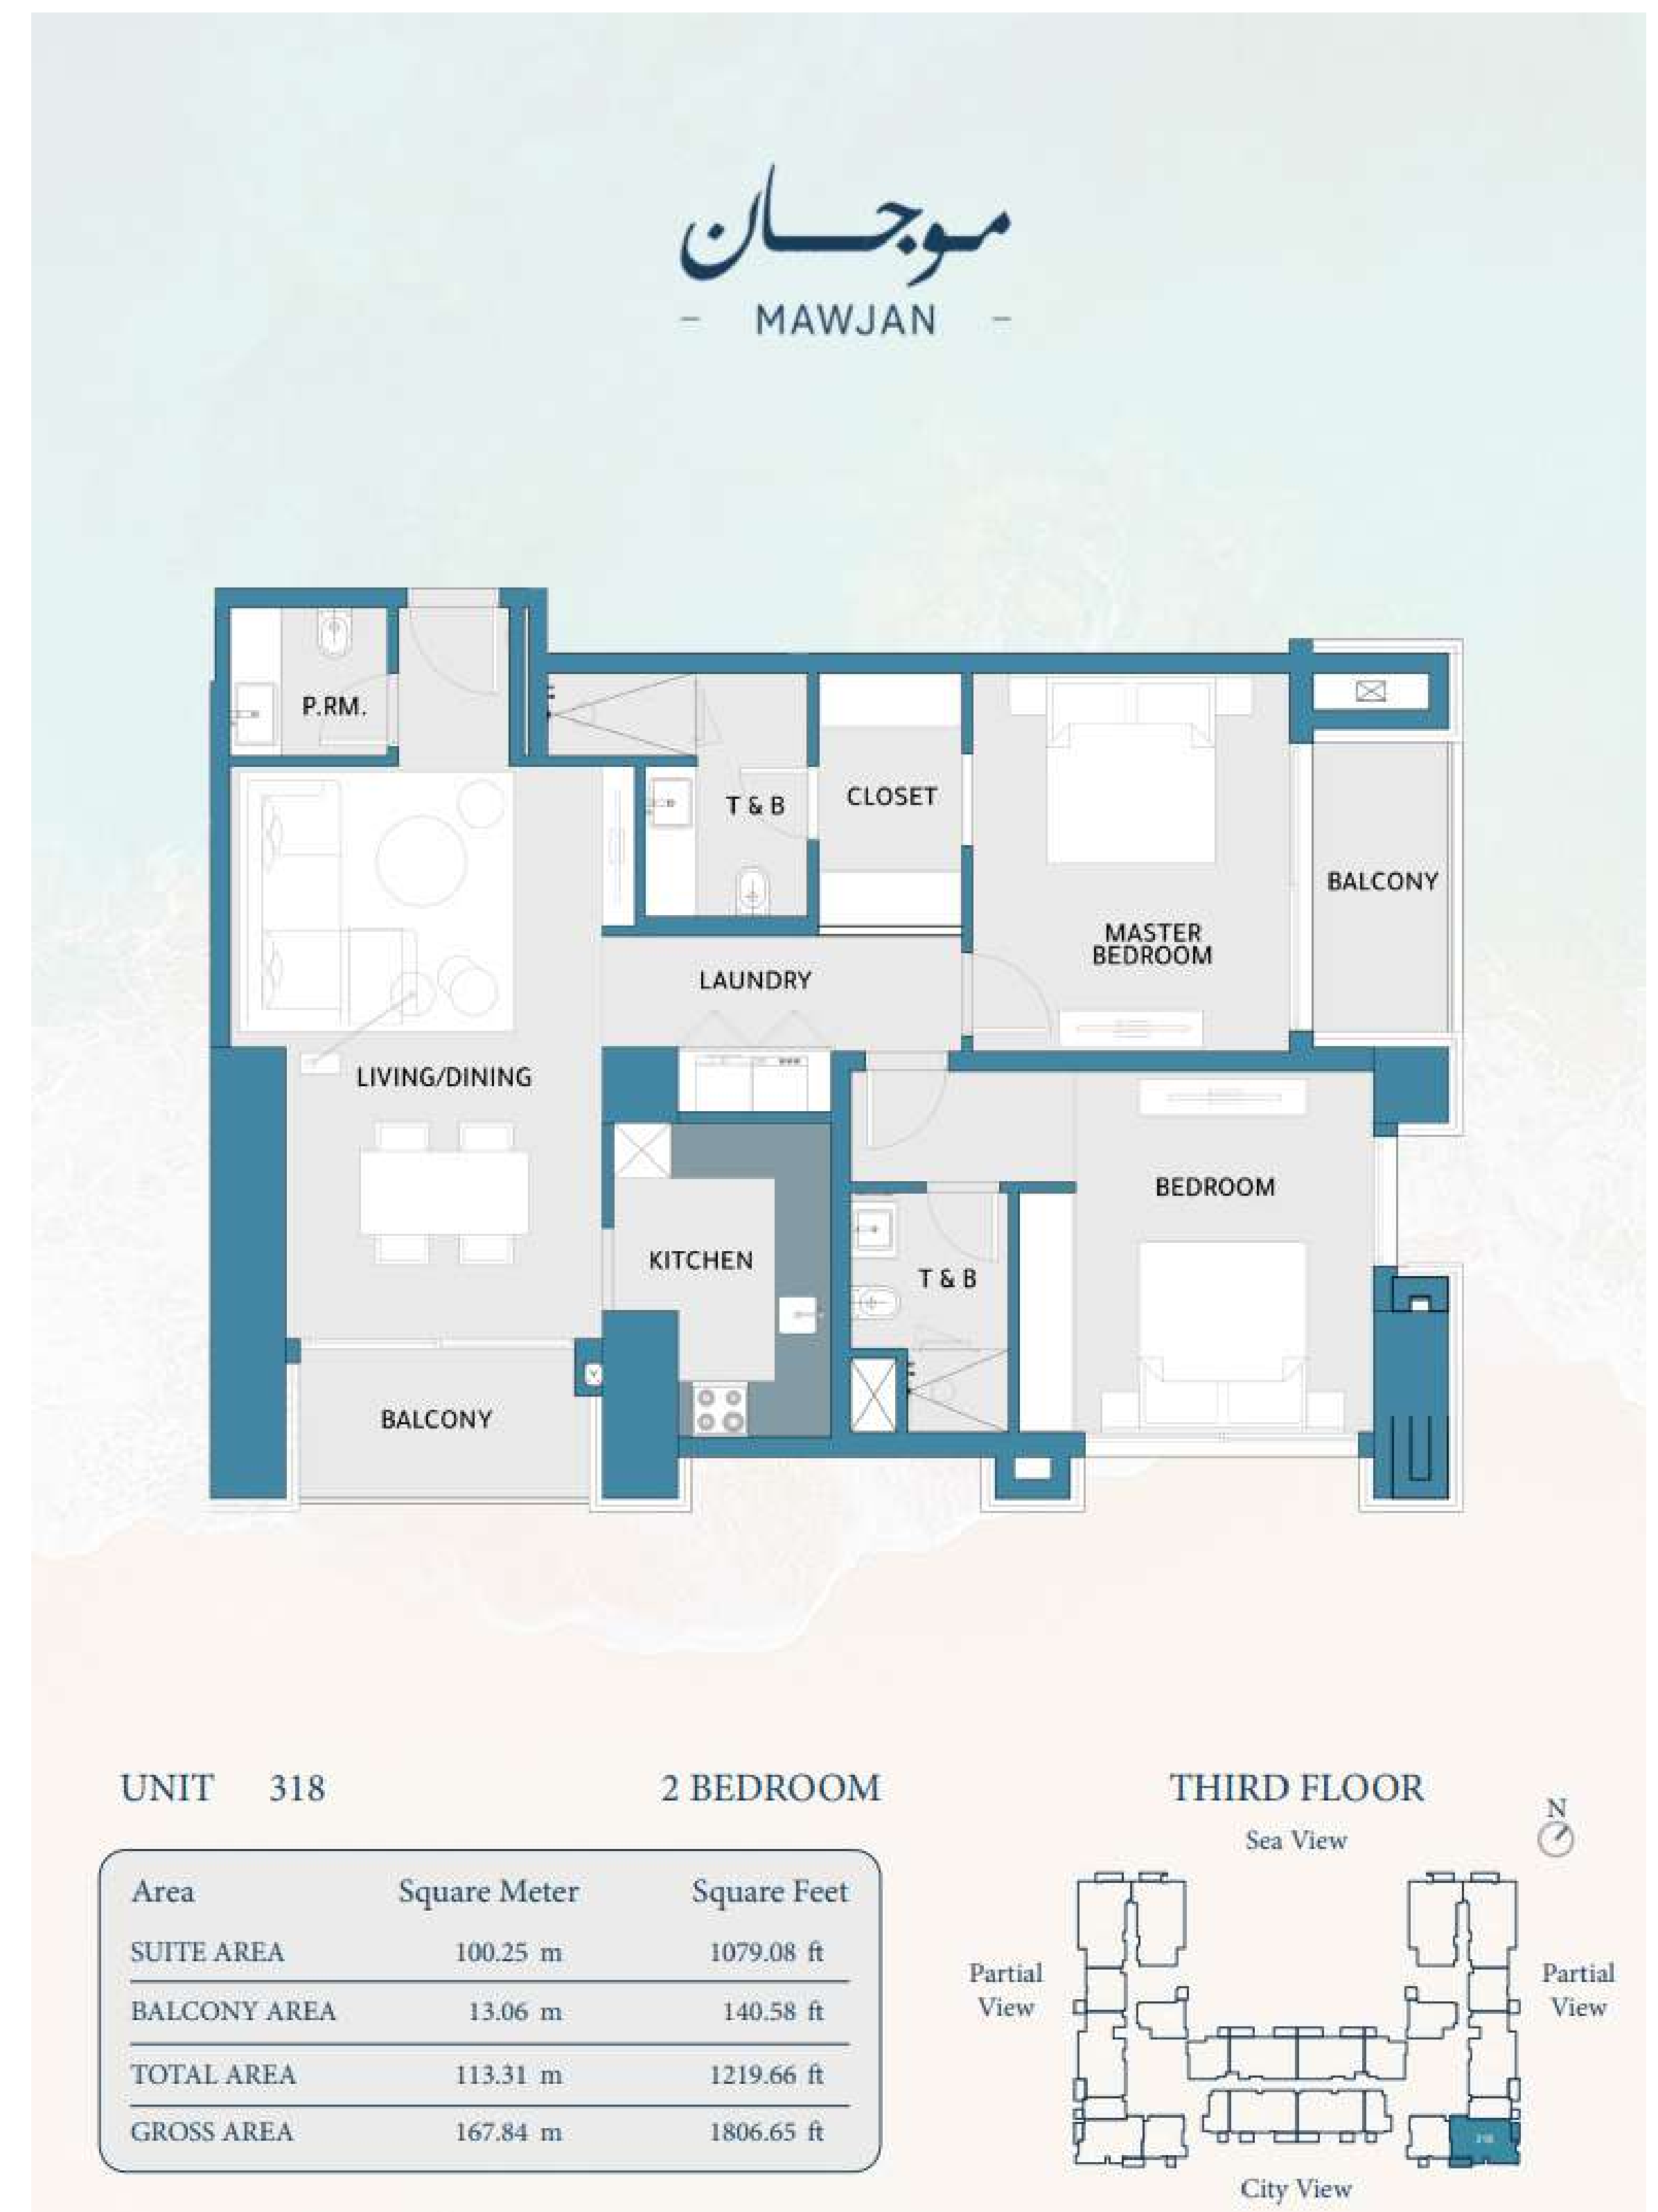 موجان
- MAWJAN -
P.RM.
T & B
CLOSET
BALCONY
MASTER
BEDROOM
LAUNDRY
LIVING/DINING
BEDROOM
KITCHEN
T & B
BALCONY
UNIT 318
2 BEDROOM
Area Square Meter Square Feet
SUITE AREA 100.25 m 1079.08 ft
BALCONY AREA 13.06 m 140.58 ft
TOTAL AREA 113.31 m 1219.66 ft
GROSS AREA 167.84 m 1806.65 ft
THIRD FLOOR
N
Sea View
Partial
View
Partial
View
318
City View